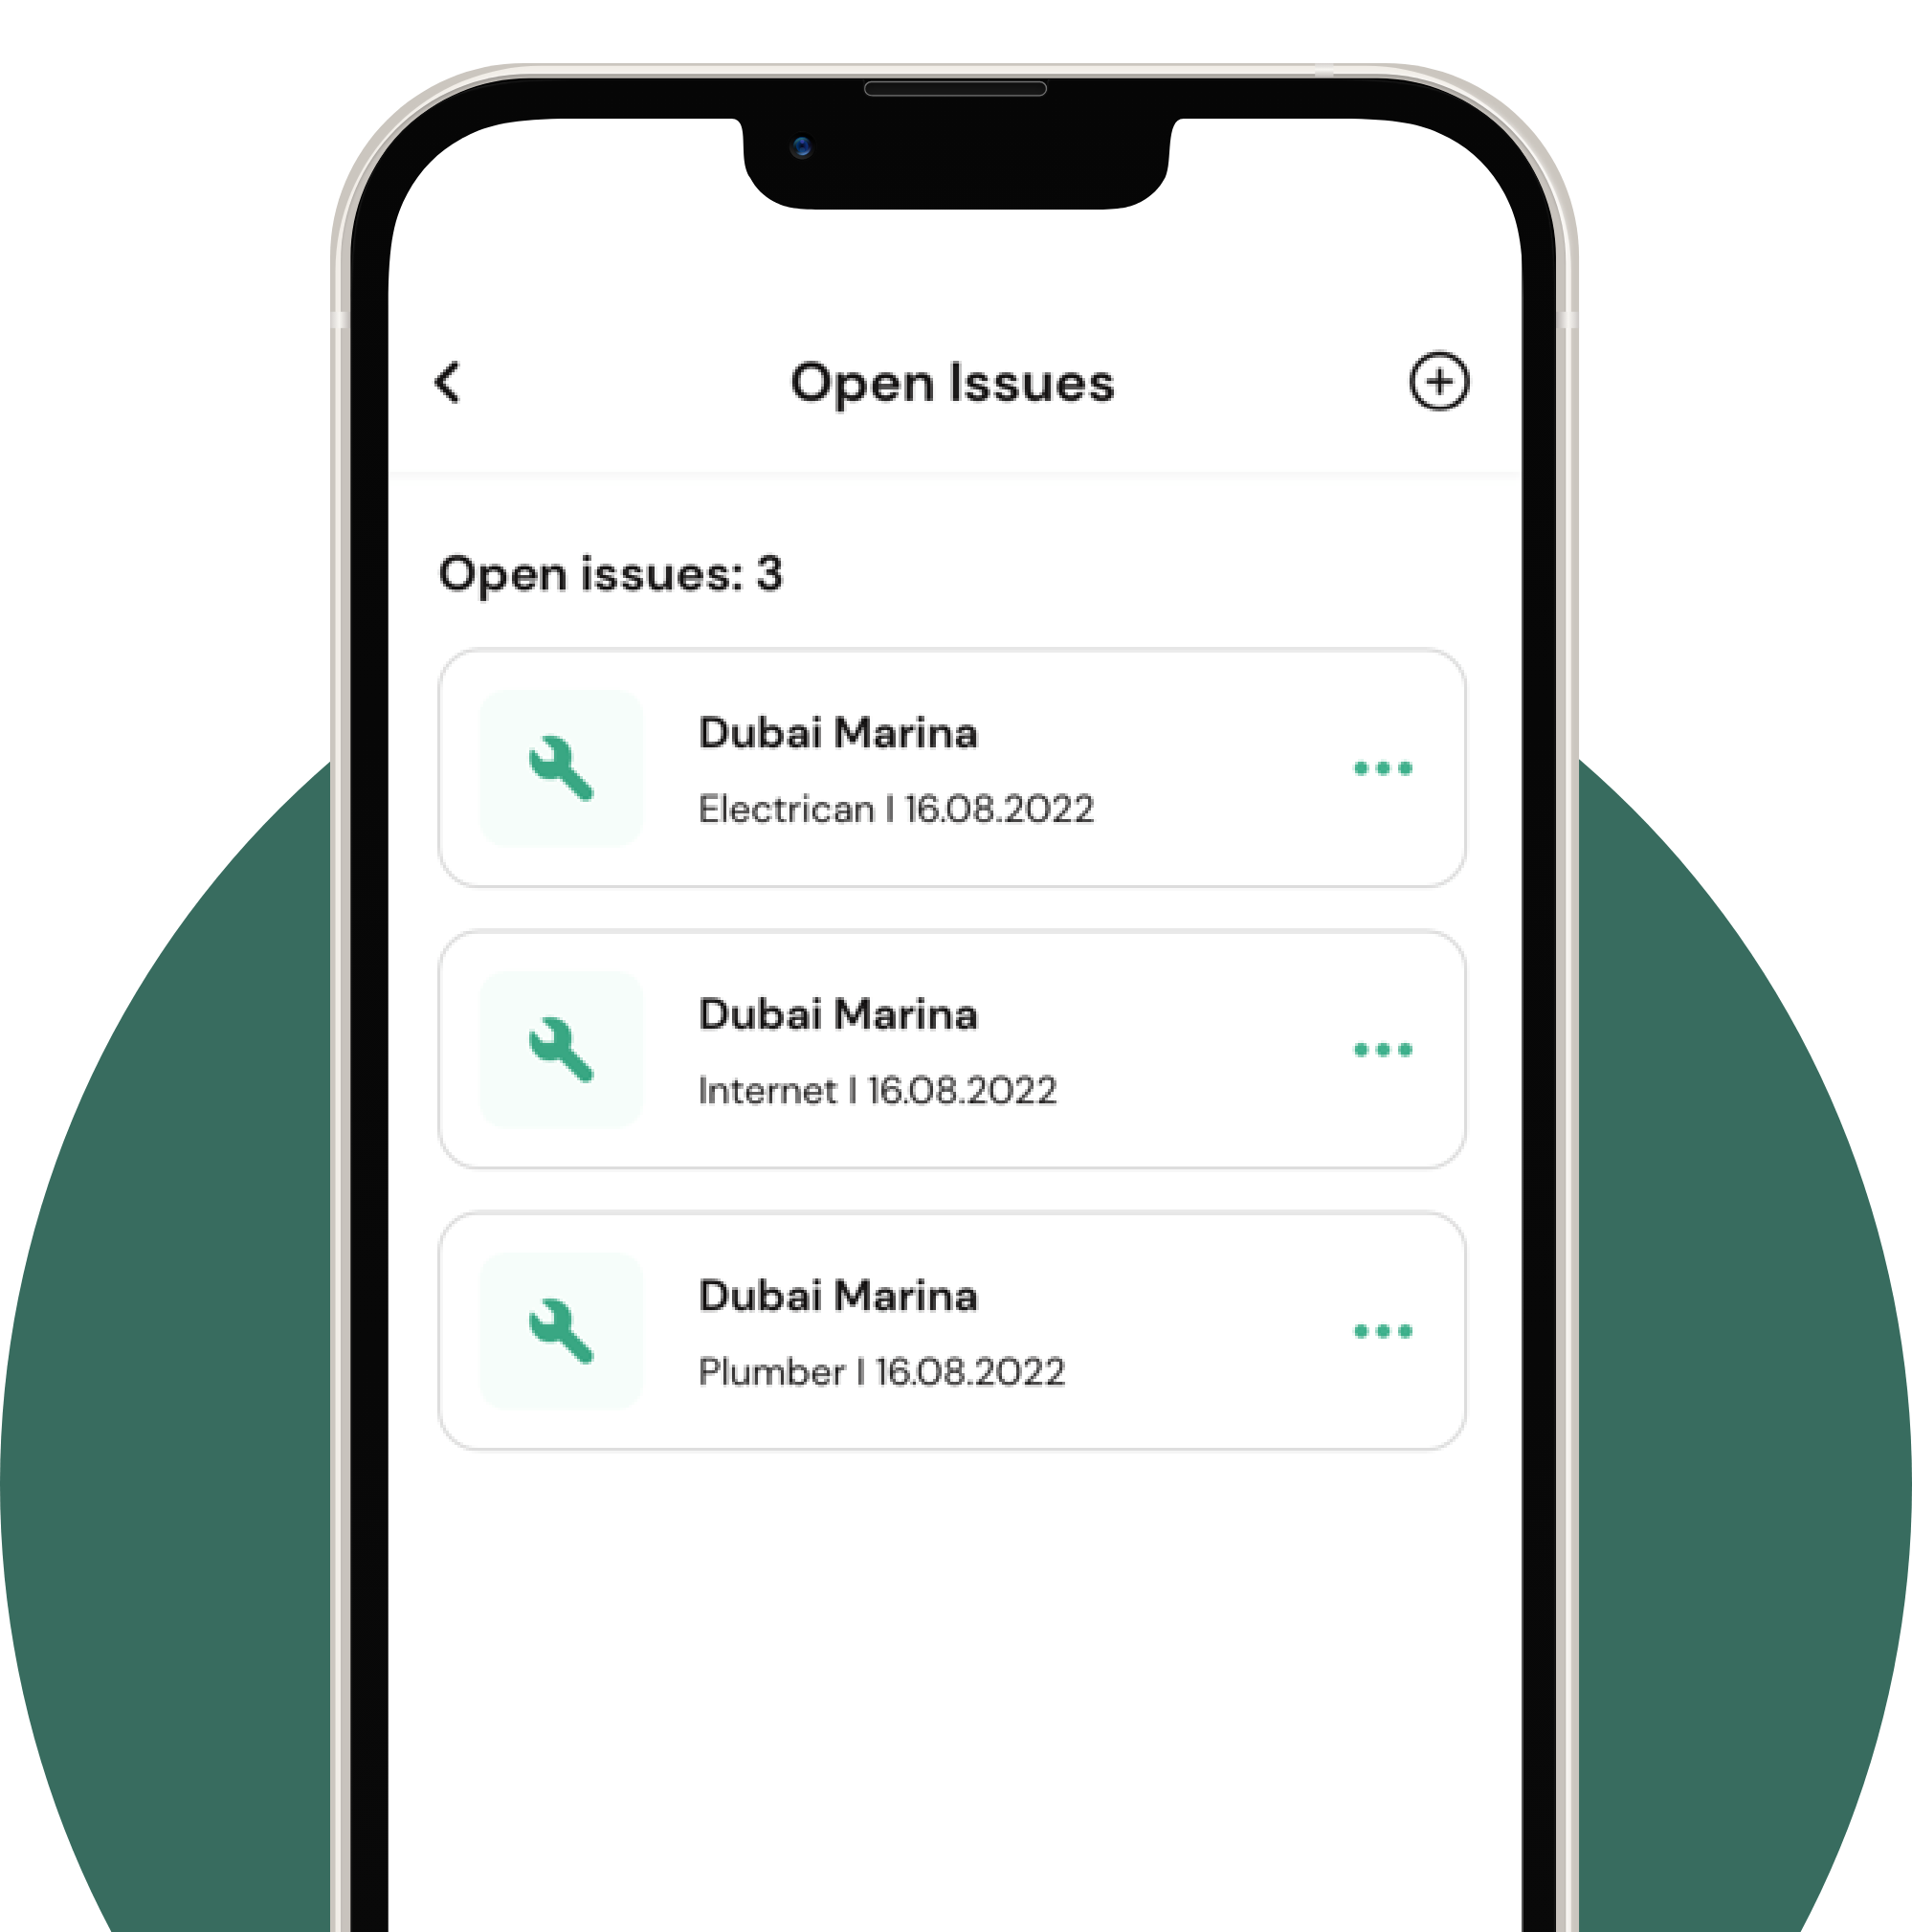 Open Issues
Open issues: 3
Dubai Marina
Electrican | 16.08.2022
Dubai Marina
Internet | 16.08.2022
Dubai Marina
Plumber | 16.08.2022